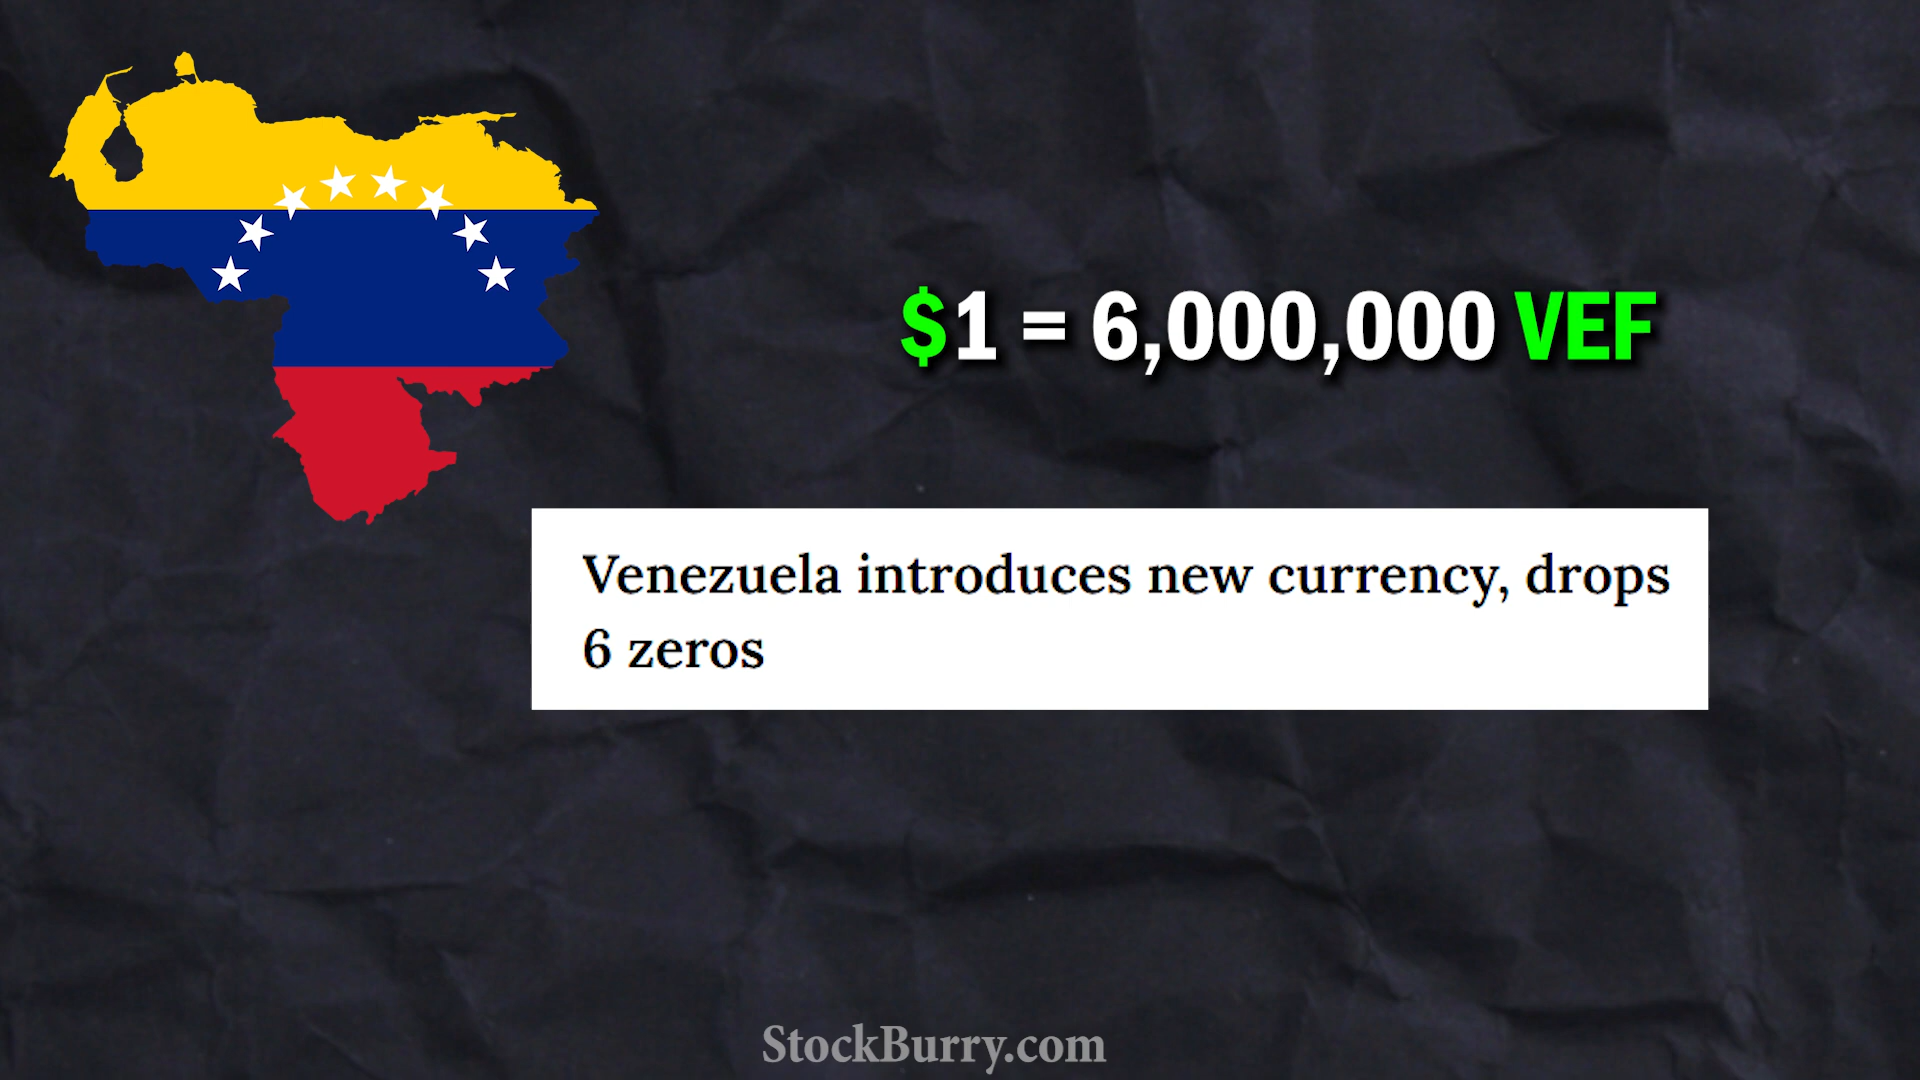 $1 = 6,000,000 VEF
Venezuela introduces new currency, drops
6 zeros
StockBurry.com